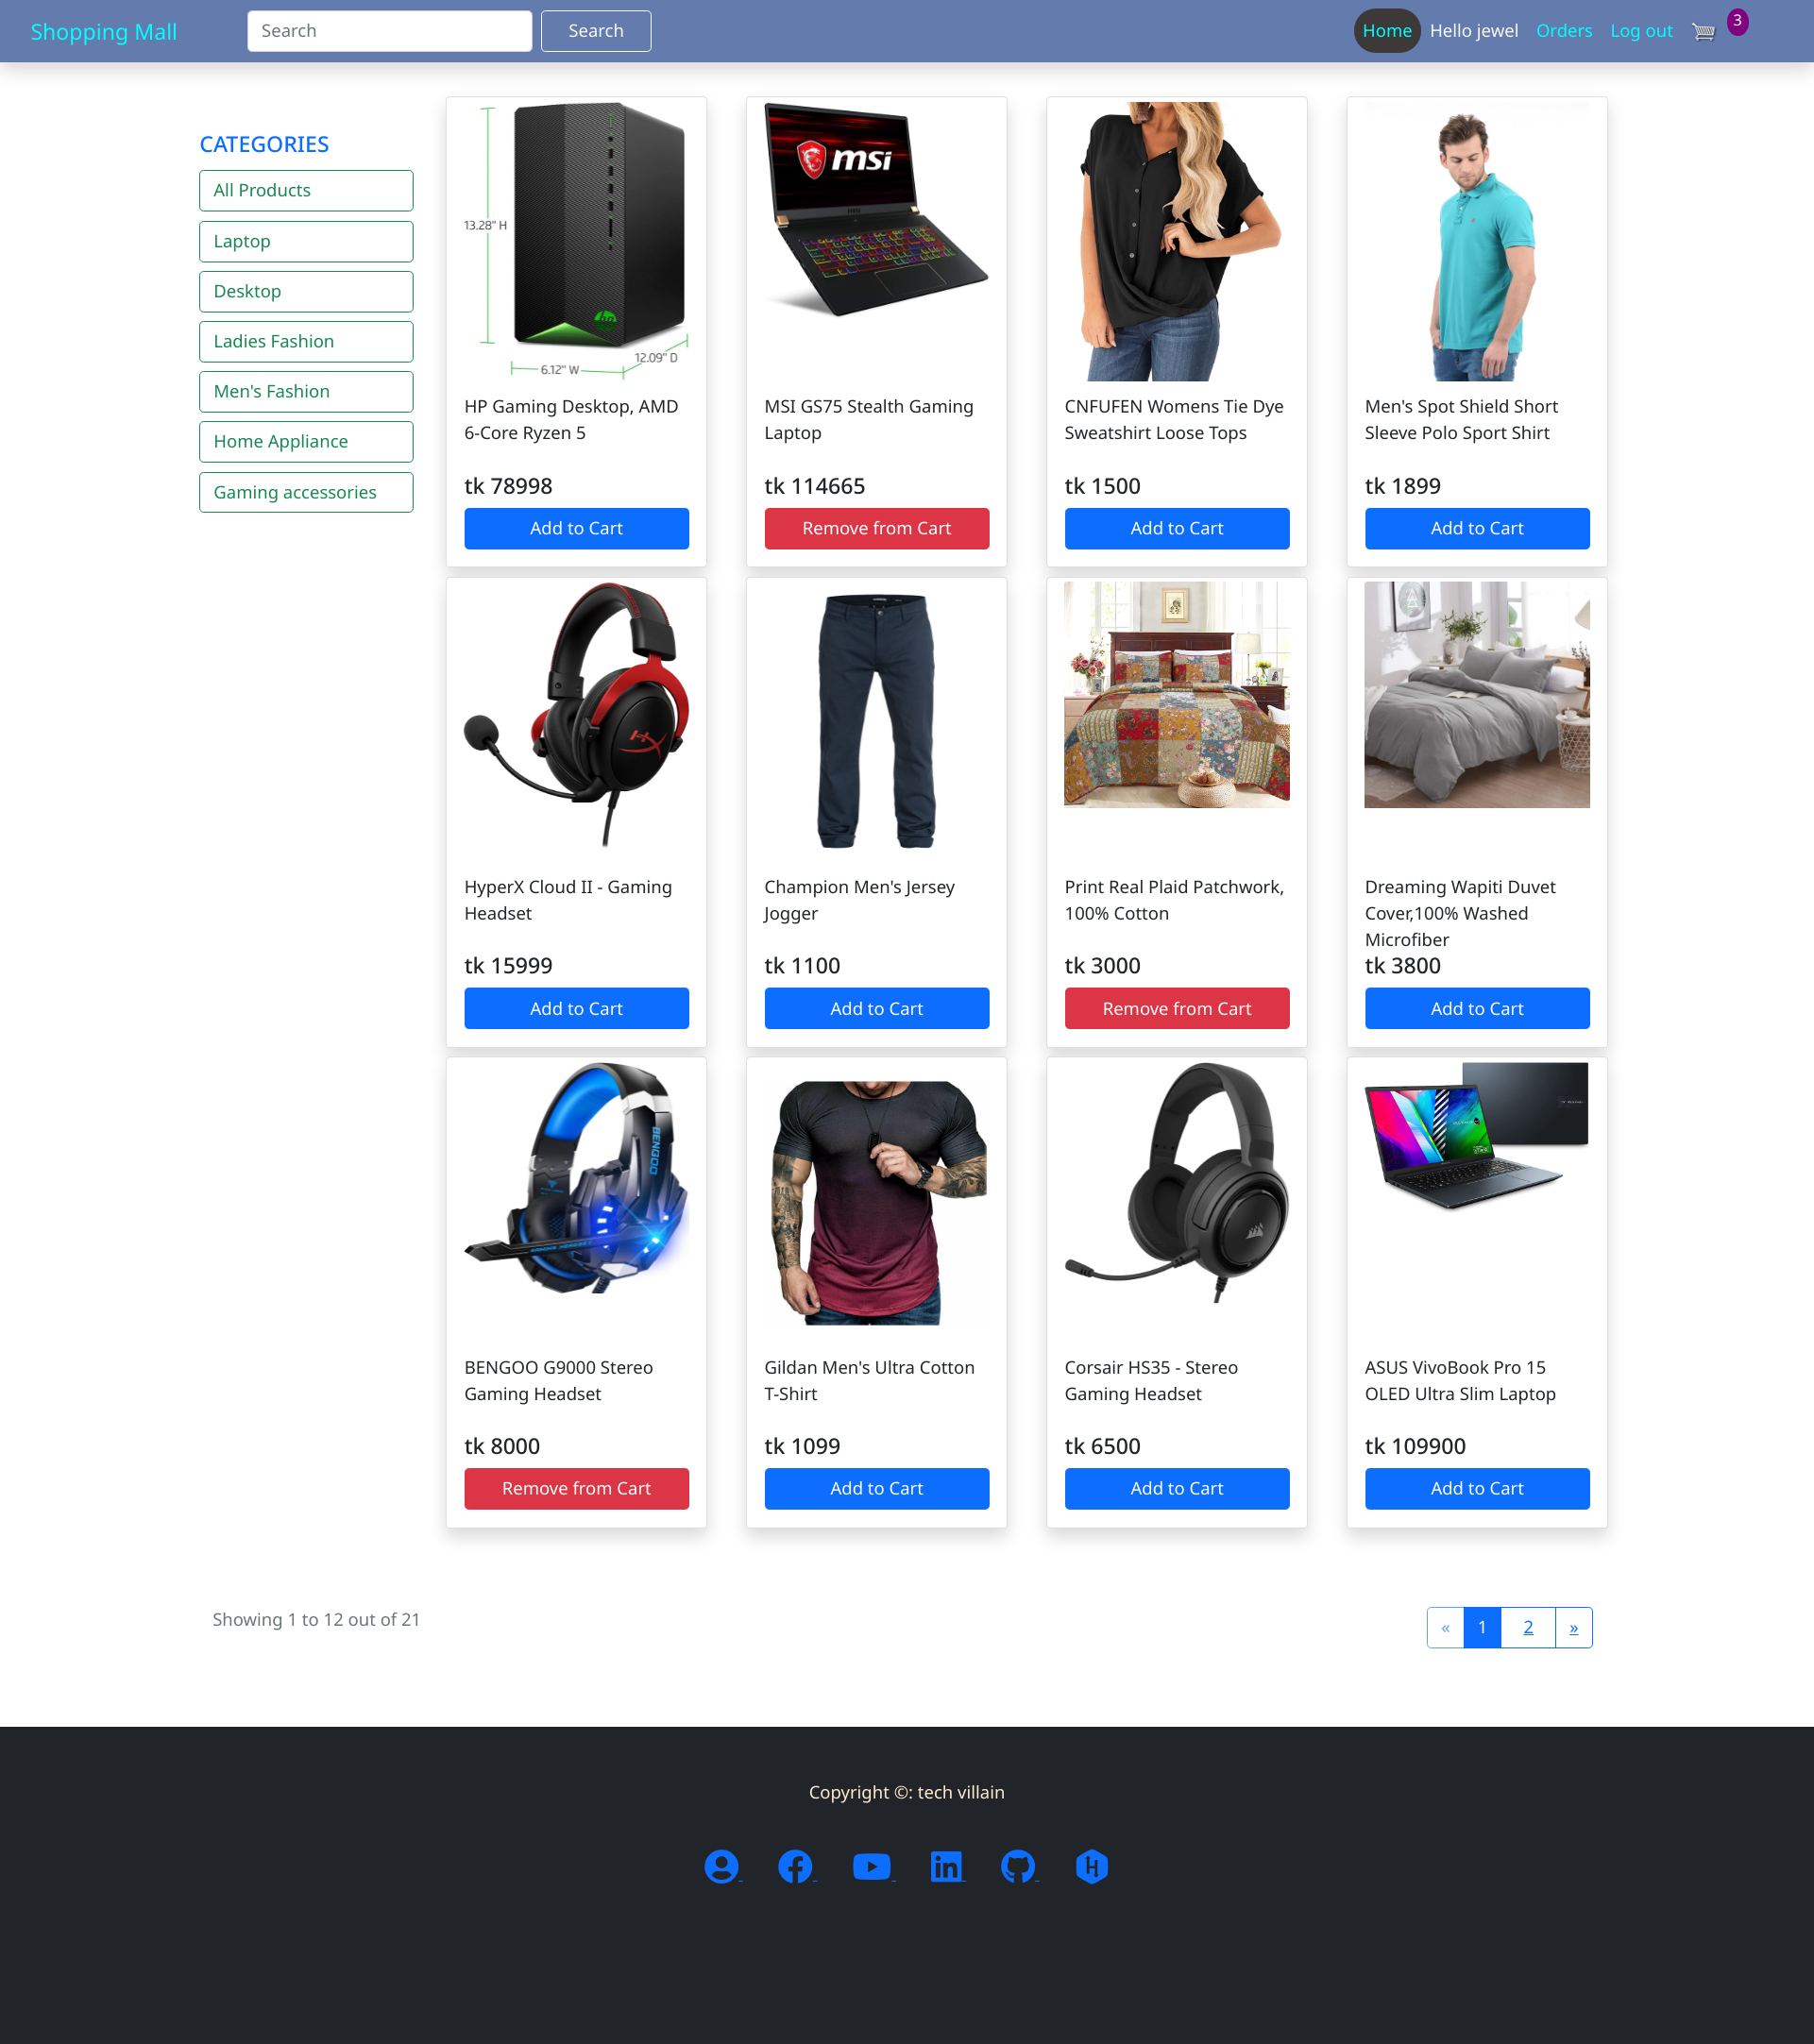 Shopping Mall
Search
Search
Home
Hello jewel
Orders
Log out
3
CATEGORIES
All Products
Laptop
Desktop
Ladies Fashion
Men's Fashion
Home Appliance
Gaming accessories
13.28" H
6.12" W
12.09" D
hp
HP Gaming Desktop, AMD
6-Core Ryzen 5
tk 78998
Add to Cart
msi
MSI GS75 Stealth Gaming
Laptop
tk 114665
Remove from Cart
CNFUFEN Womens Tie Dye
Sweatshirt Loose Tops
tk 1500
Add to Cart
Men's Spot Shield Short
Sleeve Polo Sport Shirt
tk 1899
Add to Cart
HX
HyperX Cloud II - Gaming
Headset
tk 15999
Add to Cart
Champion Men's Jersey
Jogger
tk 1100
Add to Cart
Print Real Plaid Patchwork,
100% Cotton
tk 3000
Remove from Cart
Dreaming Wapiti Duvet
Cover,100% Washed
Microfiber
tk 3800
Add to Cart
BENGOO
GAMING HEADSET
BENGOO G9000 Stereo
Gaming Headset
tk 8000
Remove from Cart
Gildan Men's Ultra Cotton
T-Shirt
tk 1099
Add to Cart
Corsair HS35 - Stereo
Gaming Headset
tk 6500
Add to Cart
ASUS VivoBook Pro 15
OLED Ultra Slim Laptop
tk 109900
Add to Cart
Showing 1 to 12 out of 21
« 1 2 »
Copyright ©: tech villain